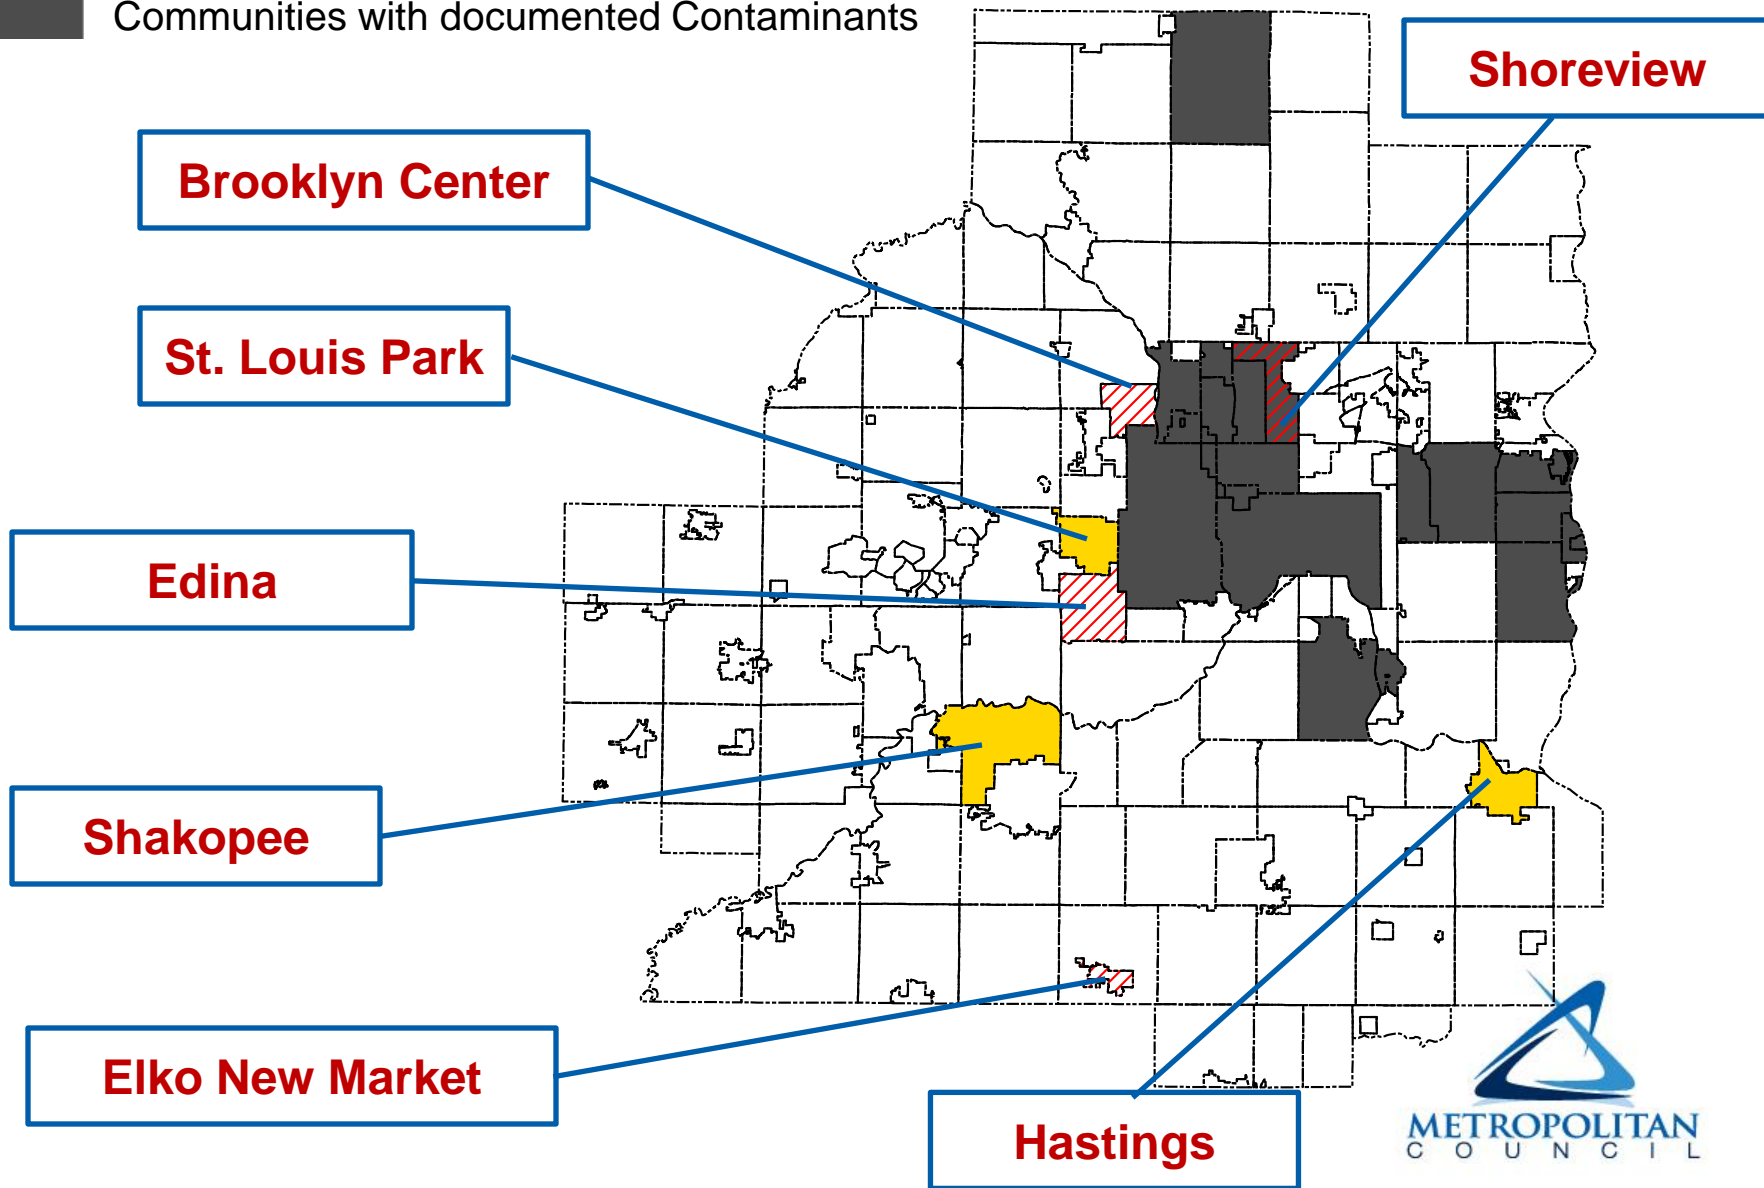 Communities with documented Contaminants
Shoreview
Brooklyn Center
St. Louis Park
Edina
Shakopee
Elko New Market
Hastings
METROPOLITAN
COUNCIL